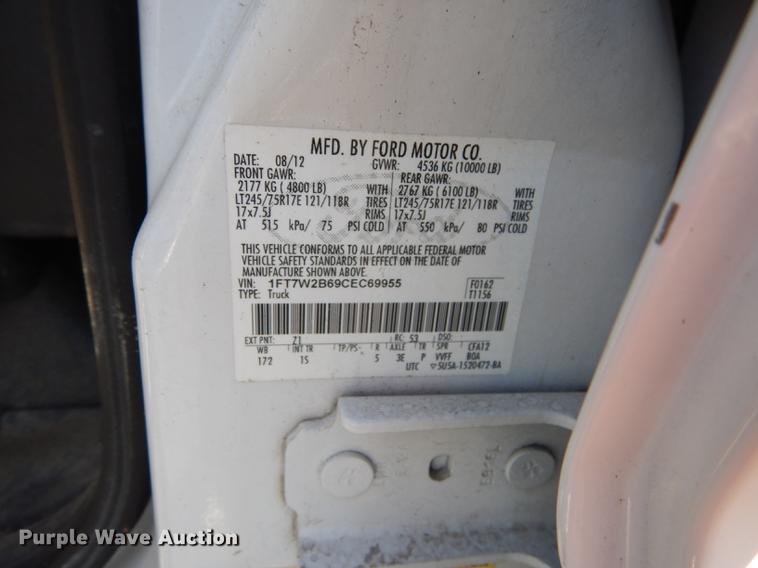 MFD. BY FORD MOTOR CO.
DATE: 08/12 GVWR: 4536 KG (10000 LB)
FRONT GAWR: REAR GAWR:
2177 KG ( 4800 LB) WITH 2767 KG ( 6100 LB) WITH
LT245/75R17E 121/118R TIRES LT245/75R17E 121/118R TIRES
17x7.5J RIMS 17x7.5J RIMS
AT 515 kPa/ 75 PSI COLD AT 550 kPa/ 80 PSI COLD
THIS VEHICLE CONFORMS TO ALL APPLICABLE FEDERAL MOTOR
VEHICLE SAFETY STANDARDS IN EFFECT ON THE DATE OF
MANUFACTURE SHOWN ABOVE.
VIN: 1FT7W2B69CEC69955 F0162
TYPE: Truck T1156
EXT PNT: Z1 RC: 53 DSO:
WB INT TR TP/PS R AXLE TR SPR CFA12
172 1S 5 3E P VVFF BOA
UTC 5U5A-1520472-BA
Purple Wave Auction